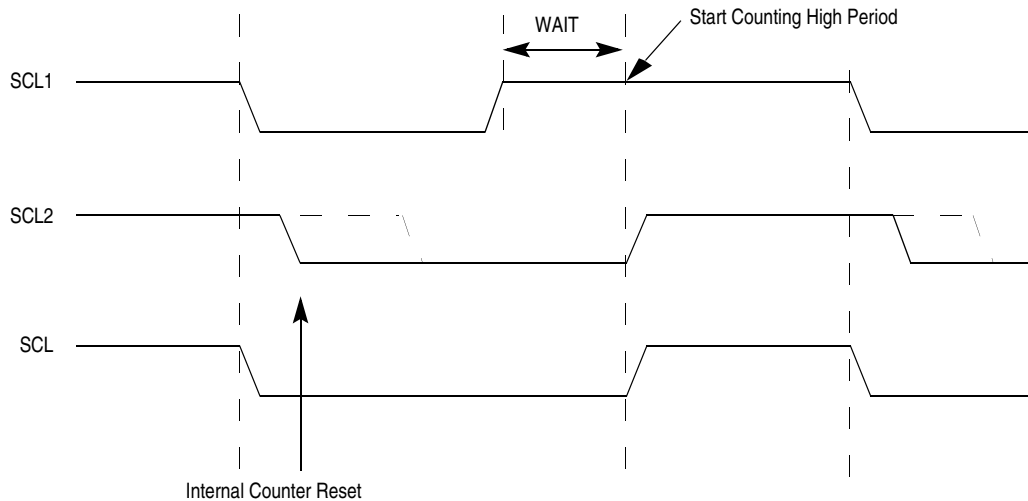 Start Counting High Period
WAIT
SCL1
SCL2
SCL
Internal Counter Reset